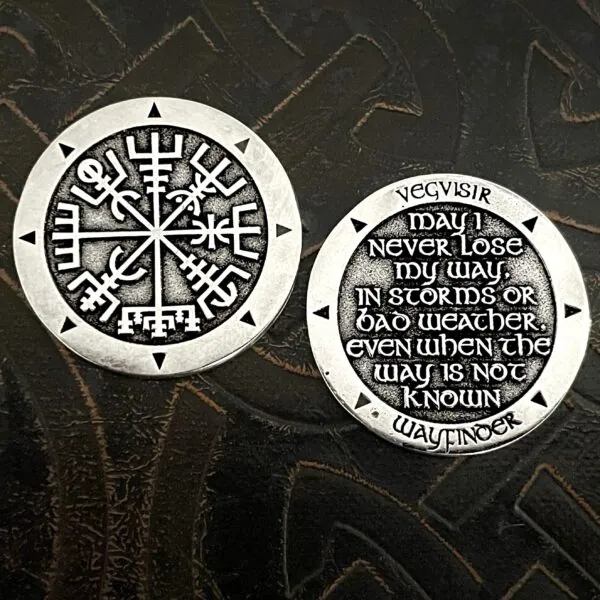 VEGVISIR
MAY I
NEVER LOSE
MY WAY,
IN STORMS OR
BAD WEATHER.
EVEN WHEN THE
WAY IS NOT
KNOWN
WAYFINDER